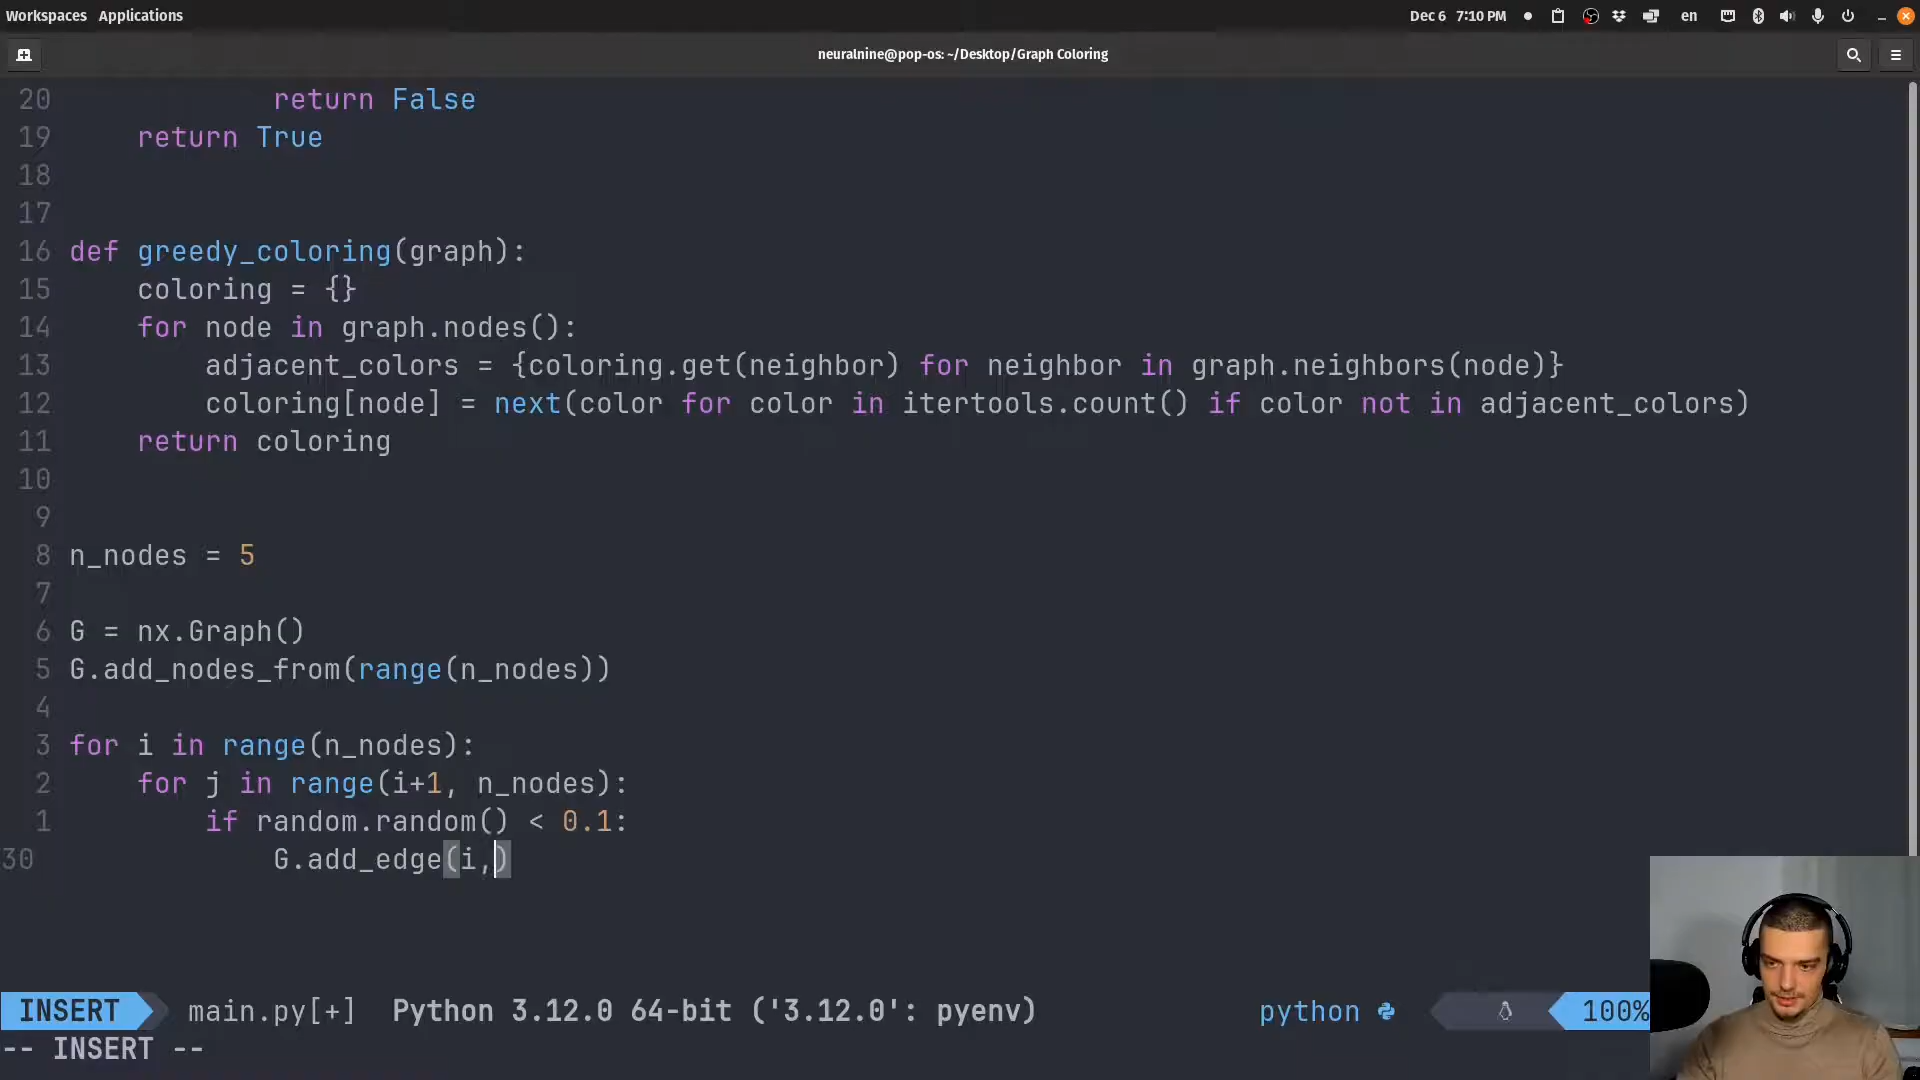 Workspaces Applications
Dec 6 7:10 PM
en
neuralnine@pop-os: ~/Desktop/Graph Coloring
20 return False
19 return True
18
17
16 def greedy_coloring(graph):
15 coloring = {}
14 for node in graph.nodes():
13 adjacent_colors = {coloring.get(neighbor) for neighbor in graph.neighbors(node)}
12 coloring[node] = next(color for color in itertools.count() if color not in adjacent_colors)
11 return coloring
10
9
8 n_nodes = 5
7
6 G = nx.Graph()
5 G.add_nodes_from(range(n_nodes))
4
3 for i in range(n_nodes):
2 for j in range(i+1, n_nodes):
1 if random.random() < 0.1:
30 G.add_edge(i,)
INSERT main.py[+] Python 3.12.0 64-bit ('3.12.0': pyenv) python 100%
-- INSERT --